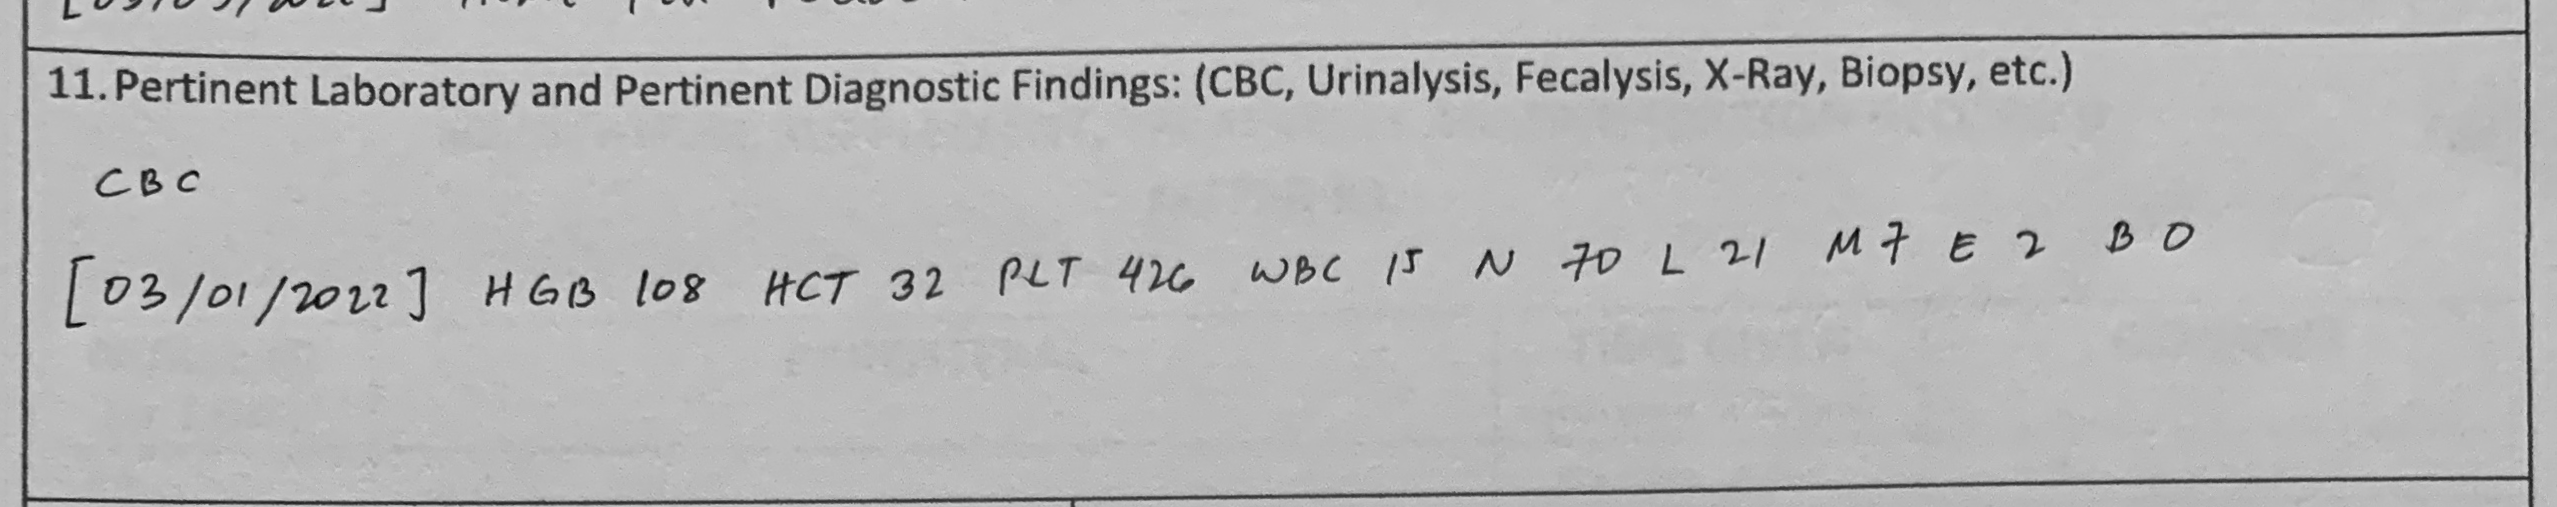 11. Pertinent Laboratory and Pertinent Diagnostic Findings: (CBC, Urinalysis, Fecalysis, X-Ray, Biopsy, etc.)
CBC
[03/01/2022] HGB 108 HCT 32 PLT 426 WBC 15 N 70 L 21 M 7 E 2 B 0